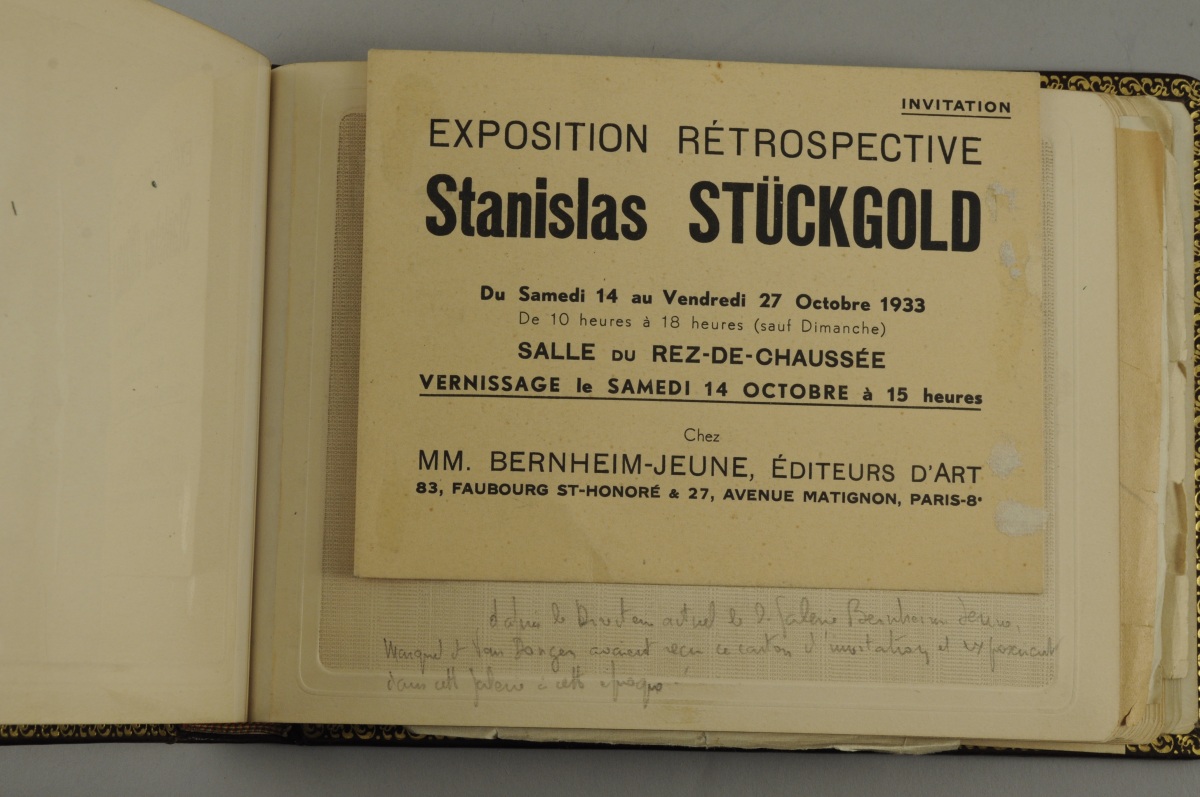 INVITATION
EXPOSITION RÉTROSPECTIVE
Stanislas STÜCKGOLD
Du Samedi 14 au Vendredi 27 Octobre 1933
De 10 heures à 18 heures (sauf Dimanche)
SALLE DU REZ-DE-CHAUSSÉE
VERNISSAGE le SAMEDI 14 OCTOBRE à 15 heures
Chez
MM. BERNHEIM-JEUNE, ÉDITEURS D'ART
83, FAUBOURG ST-HONORÉ & 27, AVENUE MATIGNON, PARIS-8e
d'après le Directeur actuel de la Galerie Bernheim Jeune,
Marquet & Van Dongen avaient reçu ce carton d'invitation et exposaient
dans cette galerie à cette époque.